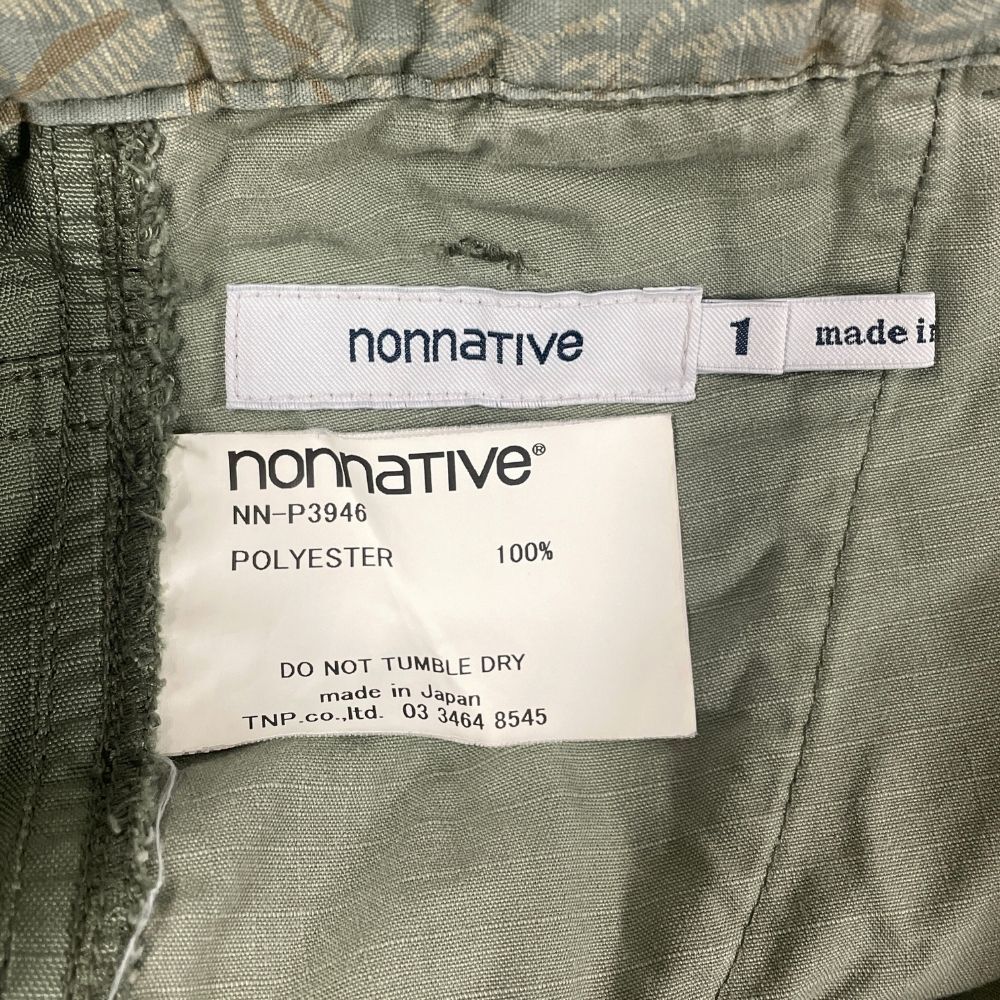 nonnaTIVe
1
made in
nonnaTIVe®
NN-P3946
POLYESTER 100%
DO NOT TUMBLE DRY
made in Japan
TNP.co.,ltd. 03 3464 8545